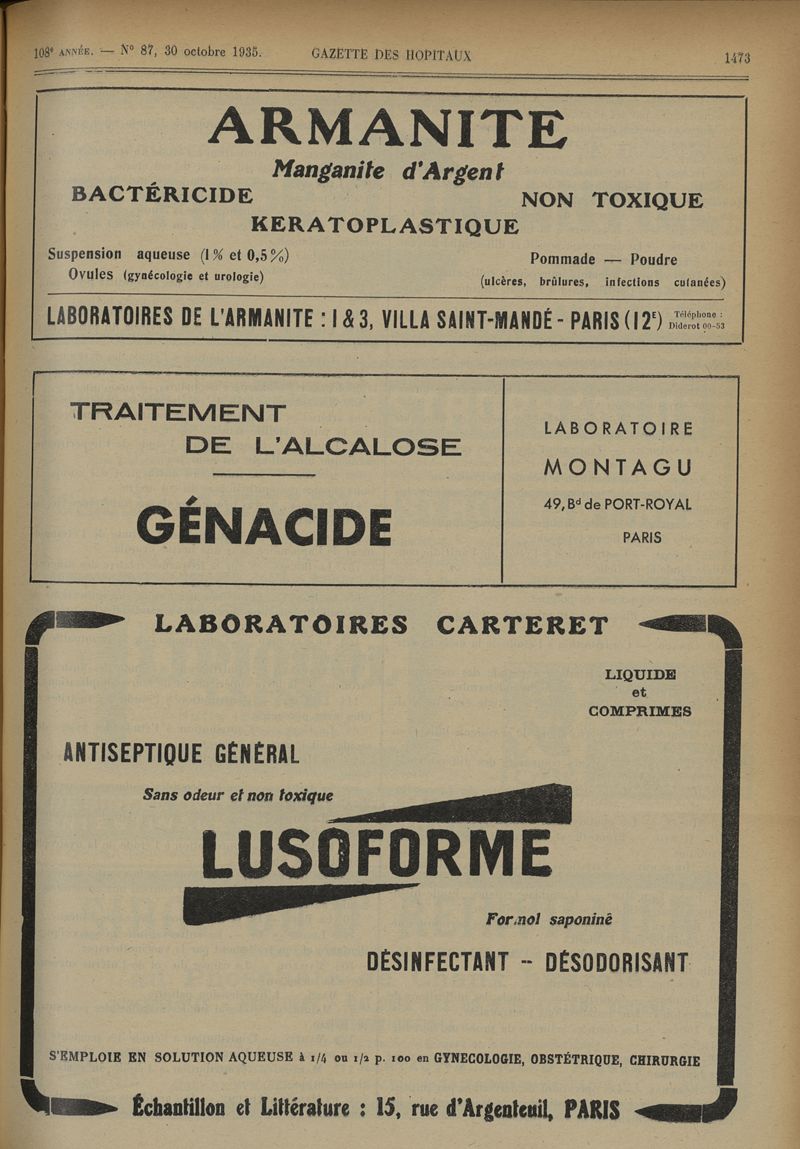 108e ANNÉE. — N° 87, 30 octobre 1935. GAZETTE DES HOPITAUX 1473
ARMANITE
Manganite d'Argent
BACTÉRICIDE NON TOXIQUE
KERATOPLASTIQUE
Suspension aqueuse (1% et 0,5%) Pommade — Poudre
Ovules (gynécologie et urologie) (ulcères, brûlures, infections cutanées)
LABORATOIRES DE L'ARMANITE : 1 & 3, VILLA SAINT-MANDÉ - PARIS (12E) Téléphone : Diderot 00-53
TRAITEMENT
DE L'ALCALOSE
GÉNACIDE
LABORATOIRE
MONTAGU
49, Bd de PORT-ROYAL
PARIS
LABORATOIRES CARTERET
LIQUIDE
et
COMPRIMES
ANTISEPTIQUE GÉNÉRAL
Sans odeur et non toxique
LUSOFORME
Formol saponiné
DÉSINFECTANT -- DÉSODORISANT
S'EMPLOIE EN SOLUTION AQUEUSE à 1/4 ou 1/2 p. 100 en GYNECOLOGIE, OBSTÉTRIQUE, CHIRURGIE
Échantillon et Littérature : 15, rue d'Argenteuil, PARIS